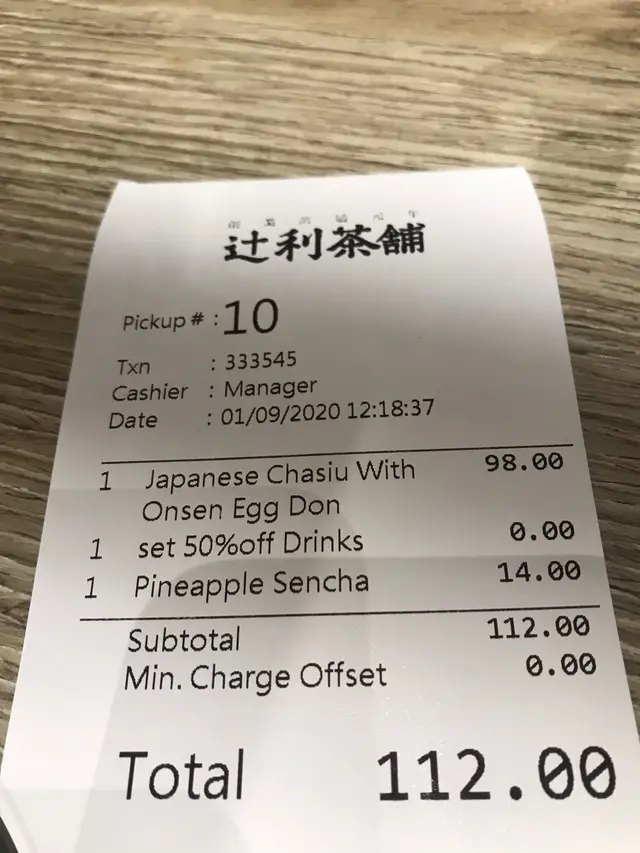 辻利茶舗
Pickup # : 10
Txn : 333545
Cashier : Manager
Date : 01/09/2020 12:18:37
1 Japanese Chasiu With 98.00
Onsen Egg Don
1 set 50%off Drinks 0.00
1 Pineapple Sencha 14.00
Subtotal 112.00
Min. Charge Offset 0.00
Total 112.00